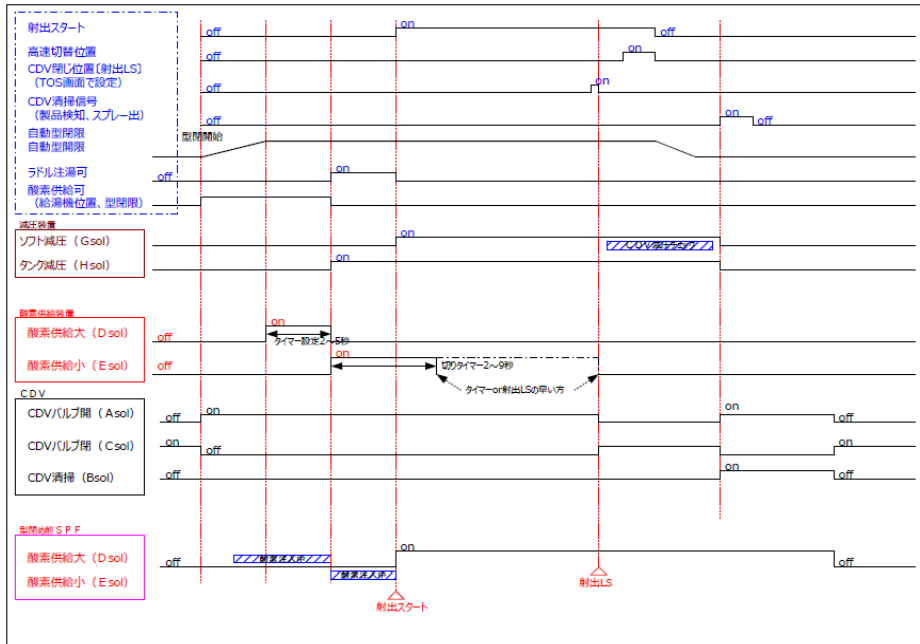 射出スタート
off
on
off
高速切替位置
off
on
CDV閉じ位置〔射出LS〕
(TOS画面で設定)
off
on
CDV清掃信号
(製品検知、スプレー出)
off
on
off
自動型閉限
自動型開限
型閉開始
ラドル注湯可
off
on
酸素供給可
(給湯機位置、型閉限)
減圧装置
ソフト減圧(Gsol)
on
タンク減圧(Hsol)
on
酸素供給装置
酸素供給大(Dsol)
off
on
タイマー設定2~5秒
酸素供給小(Esol)
off
on
切りタイマー2~9秒
タイマーor射出LSの早い方
CDV
CDVバルブ開(Asol)
off
on
on
off
CDVバルブ閉(Csol)
on
off
on
CDV清掃(Bsol)
off
on
off
型閉め前SPF
酸素供給大(Dsol)
off
on
off
酸素供給小(Esol)
射出スタート
射出LS